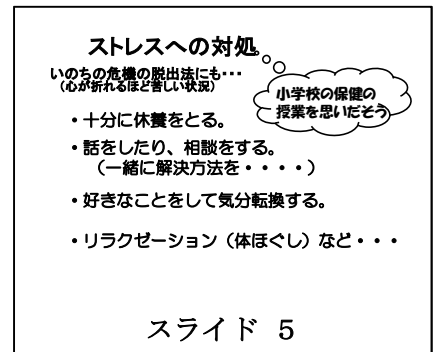 ストレスへの対処
いのちの危機の脱出法にも・・・
(心が折れるほど苦しい状況)
小学校の保健の
授業を思いだそう
・十分に休養をとる。
・話をしたり、相談をする。
（一緒に解決方法を・・・・）
・好きなことをして気分転換する。
・リラクゼーション（体ほぐし）など・・・
スライド 5